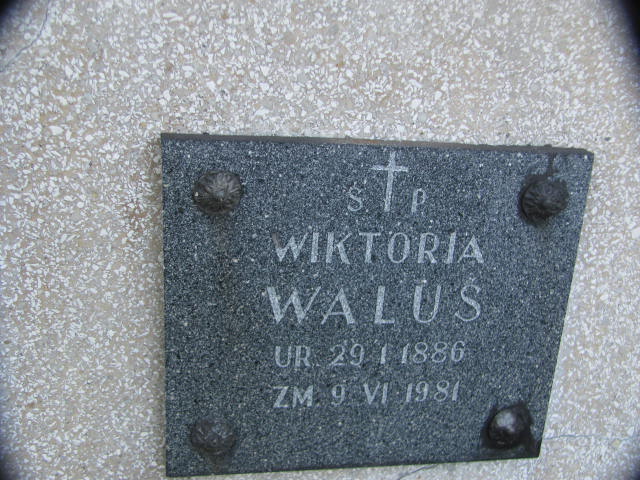 Ś P
WIKTORIA
WALUŚ
UR. 29 I 1886
ZM. 9 VI 1981